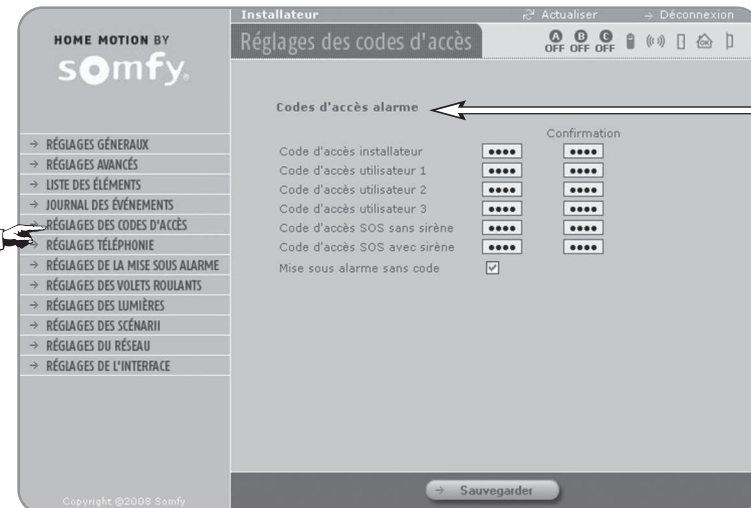 Installateur
Actualiser
Déconnexion
HOME MOTION BY
somfy.
Réglages des codes d'accès
A B C
OFF OFF OFF
OK
Codes d'accès alarme
Confirmation
Code d'accès installateur
Code d'accès utilisateur 1
Code d'accès utilisateur 2
Code d'accès utilisateur 3
Code d'accès SOS sans sirène
Code d'accès SOS avec sirène
Mise sous alarme sans code
RÉGLAGES GÉNERAUX
RÉGLAGES AVANCÉS
LISTE DES ÉLÉMENTS
JOURNAL DES ÉVÉNEMENTS
RÉGLAGES DES CODES D'ACCÈS
RÉGLAGES TÉLÉPHONIE
RÉGLAGES DE LA MISE SOUS ALARME
RÉGLAGES DES VOLETS ROULANTS
RÉGLAGES DES LUMIÈRES
RÉGLAGES DES SCÉNARII
RÉGLAGES DU RÉSEAU
RÉGLAGES DE L'INTERFACE
Sauvegarder
Copyright @2008 Somfy